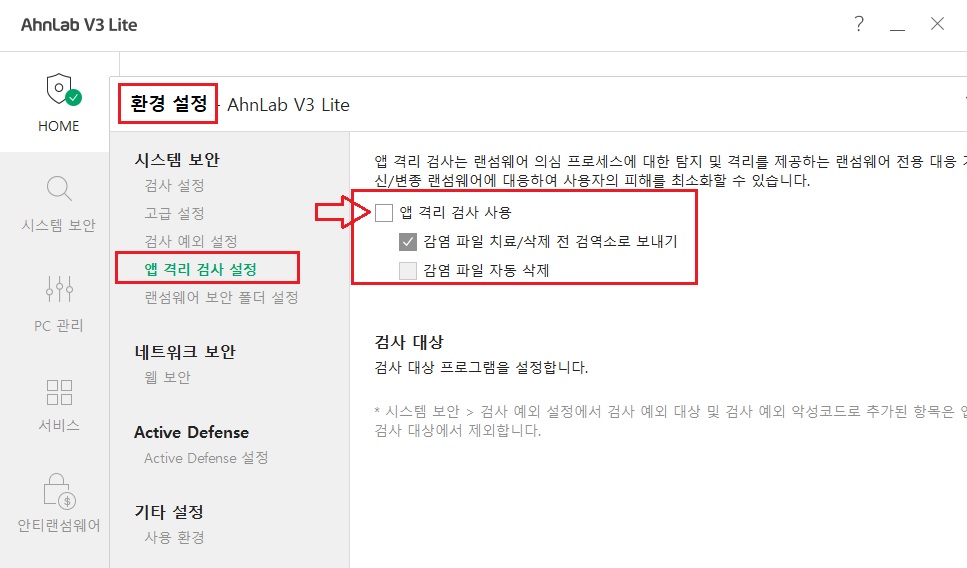 AhnLab V3 Lite
?
환경 설정 - AhnLab V3 Lite
HOME
시스템 보안
PC 관리
서비스
안티랜섬웨어
시스템 보안
검사 설정
고급 설정
검사 예외 설정
앱 격리 검사 설정
랜섬웨어 보안 폴더 설정
네트워크 보안
웹 보안
Active Defense
Active Defense 설정
기타 설정
사용 환경
앱 격리 검사는 랜섬웨어 의심 프로세스에 대한 탐지 및 격리를 제공하는 랜섬웨어 전용 대응
신/변종 랜섬웨어에 대응하여 사용자의 피해를 최소화할 수 있습니다.
앱 격리 검사 사용
감염 파일 치료/삭제 전 검역소로 보내기
감염 파일 자동 삭제
검사 대상
검사 대상 프로그램을 설정합니다.
* 시스템 보안 > 검사 예외 설정에서 검사 예외 대상 및 검사 예외 악성코드로 추가된 항목은
검사 대상에서 제외합니다.